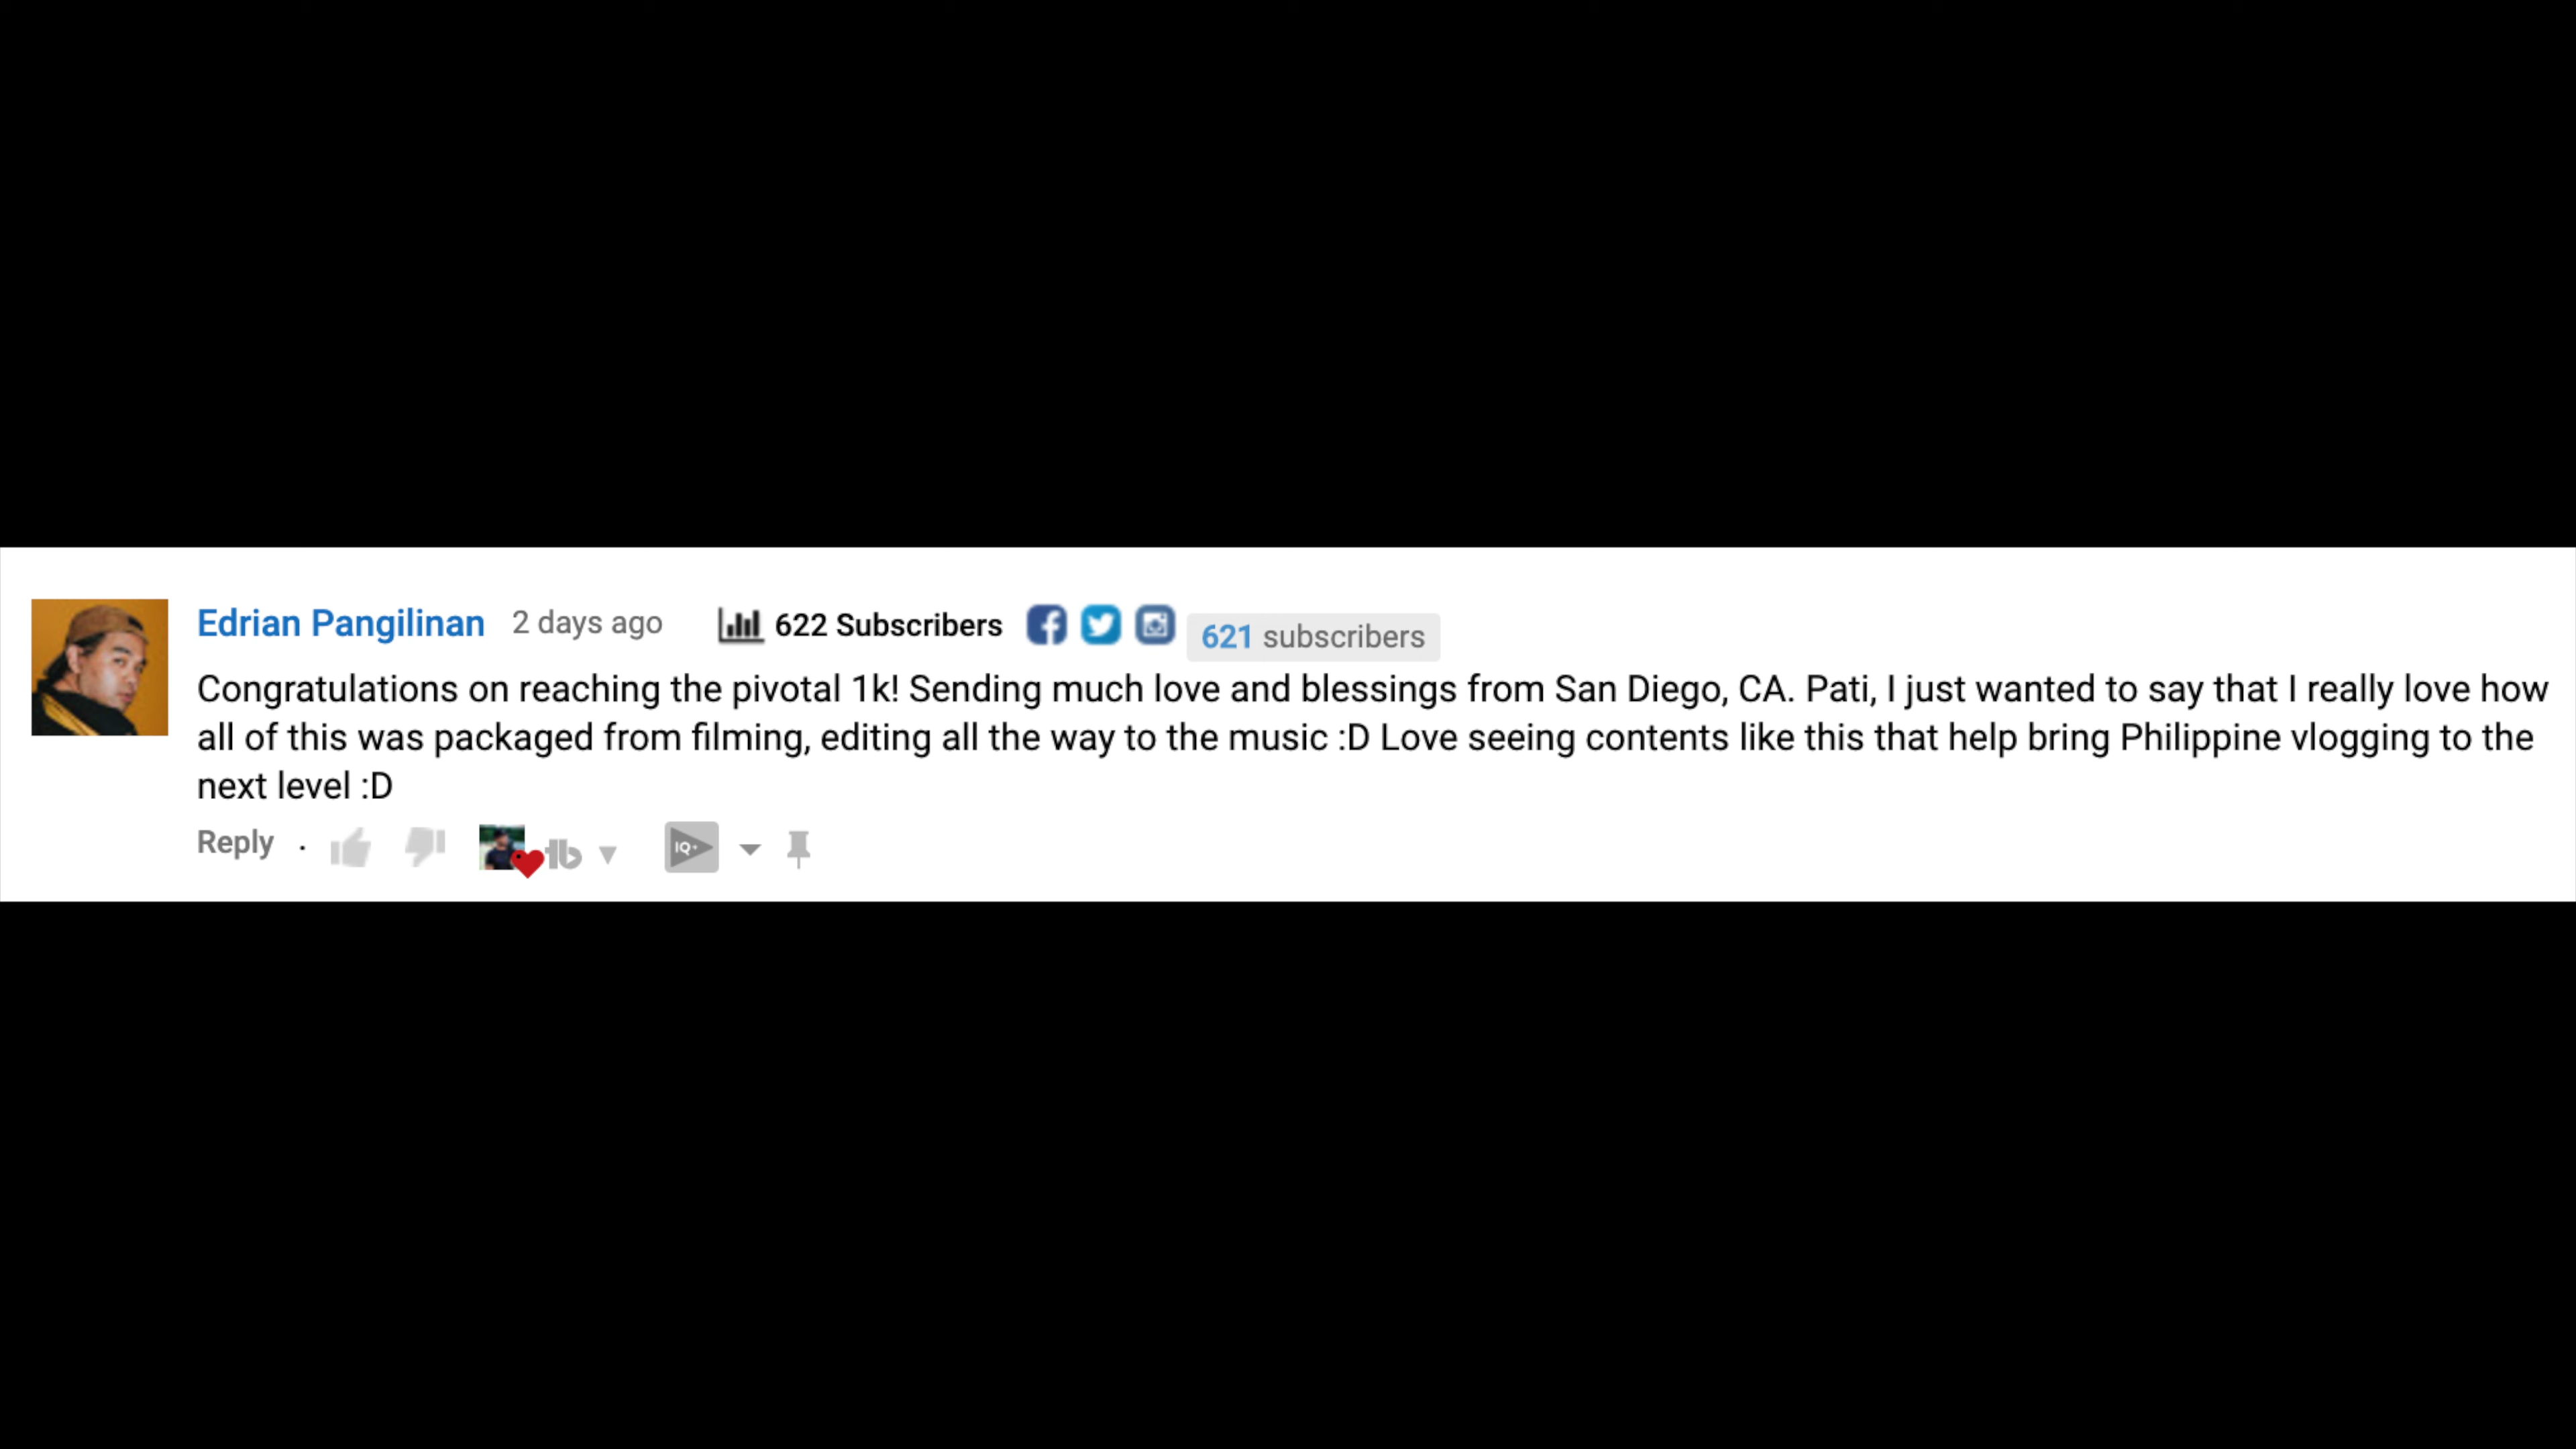 Edrian Pangilinan 2 days ago 622 Subscribers 621 subscribers
Congratulations on reaching the pivotal 1k! Sending much love and blessings from San Diego, CA. Pati, I just wanted to say that I really love how
all of this was packaged from filming, editing all the way to the music :D Love seeing contents like this that help bring Philippine vlogging to the
next level :D
Reply · tb IQ+